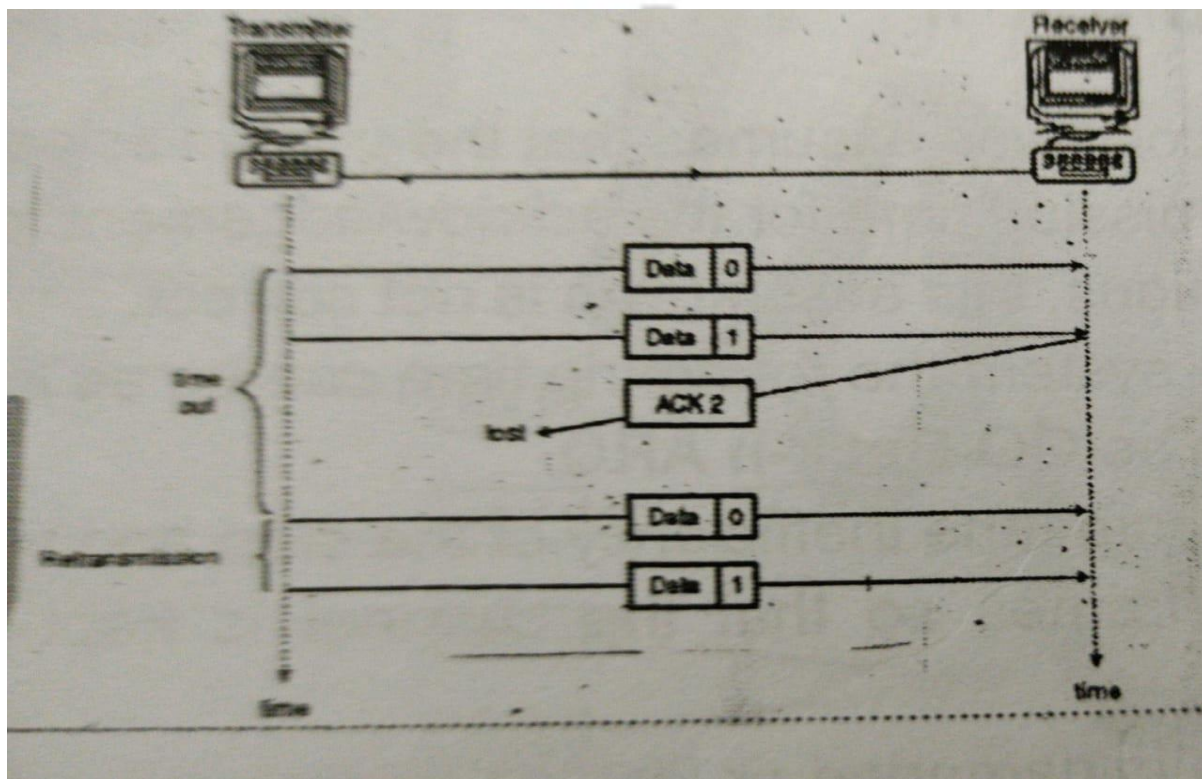 Transmitter
Receiver
Data 0
Data 1
time
out
ACK 2
lost
Data 0
Retransmission
Data 1
time
time